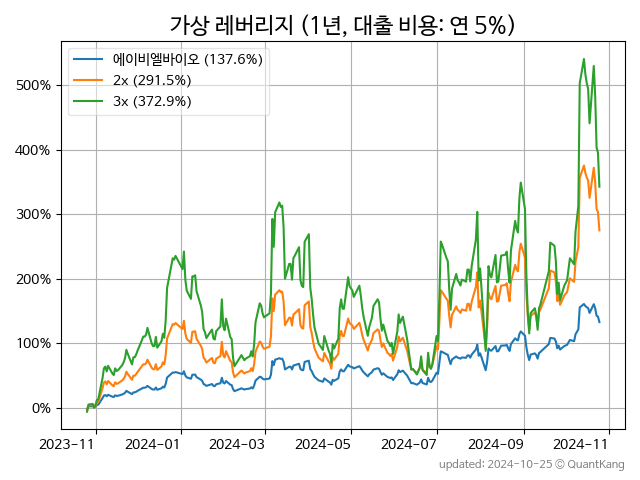 가상 레버리지 (1년, 대출 비용: 연 5%)
에이비엘바이오 (137.6%)
2x (291.5%)
3x (372.9%)
500%
400%
300%
200%
100%
0%
2023-11 2024-01 2024-03 2024-05 2024-07 2024-09 2024-11
updated: 2024-10-25 © QuantKang